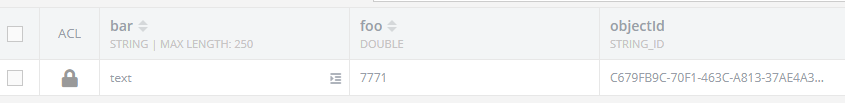 ACL
bar
STRING | MAX LENGTH: 250
foo
DOUBLE
objectId
STRING_ID
text
7771
C679FB9C-70F1-463C-A813-37AE4A3...